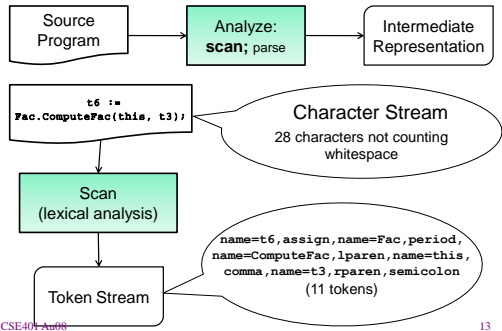 Source
Program
Analyze:
scan; parse
Intermediate
Representation
t6 :=
Fac.ComputeFac(this, t3);
Character Stream
28 characters not counting
whitespace
Scan
(lexical analysis)
name=t6,assign,name=Fac,period,
name=ComputeFac,lparen,name=this,
comma,name=t3,rparen,semicolon
(11 tokens)
Token Stream
CSE401 Au08
13